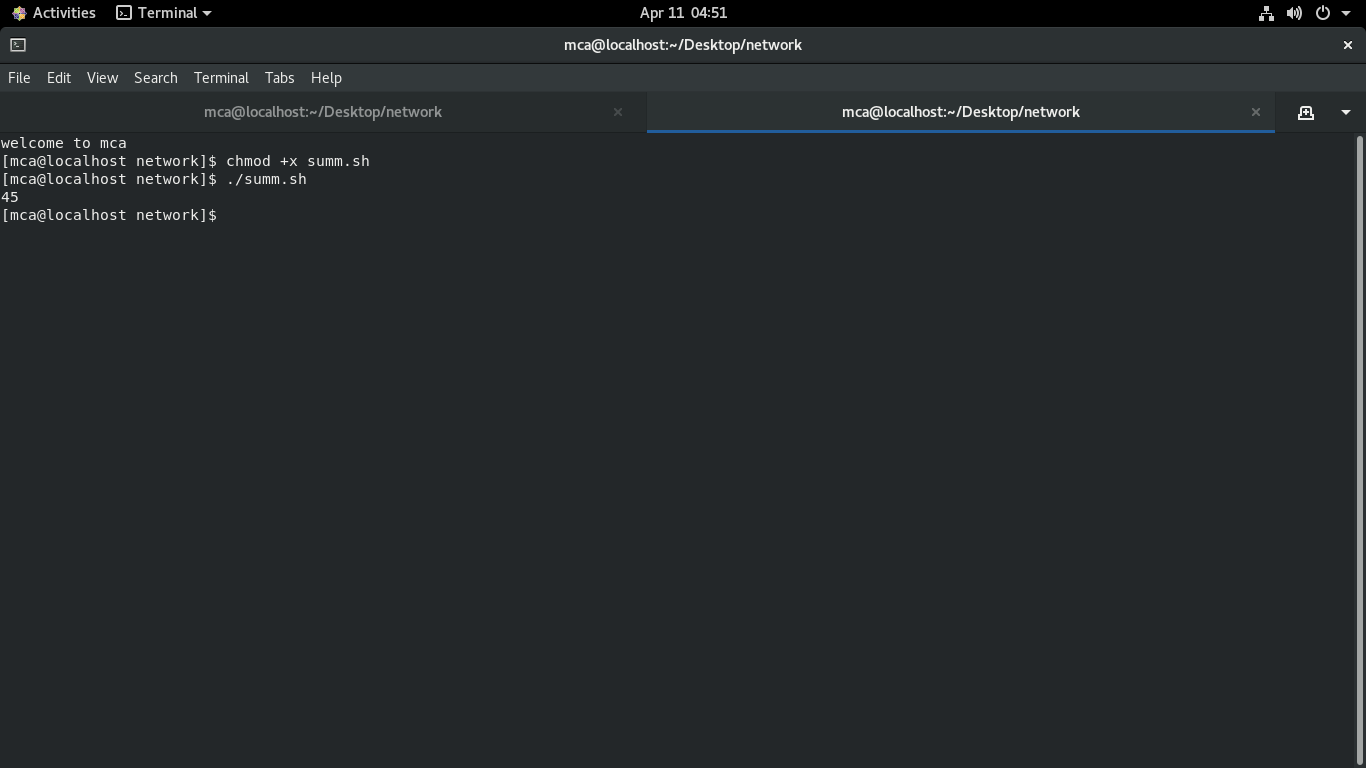 Activities Terminal Apr 11 04:51
mca@localhost:~/Desktop/network
File Edit View Search Terminal Tabs Help
mca@localhost:~/Desktop/network mca@localhost:~/Desktop/network
welcome to mca
[mca@localhost network]$ chmod +x summ.sh
[mca@localhost network]$ ./summ.sh
45
[mca@localhost network]$